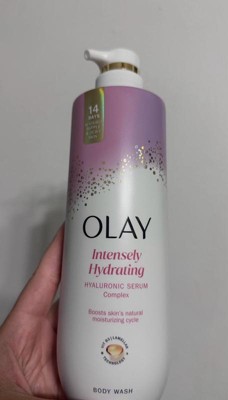 14
DAYS
OLAY
Intensely
Hydrating
HYALURONIC SERUM
Complex
Boosts skin's natural
moisturizing cycle
BODY WASH